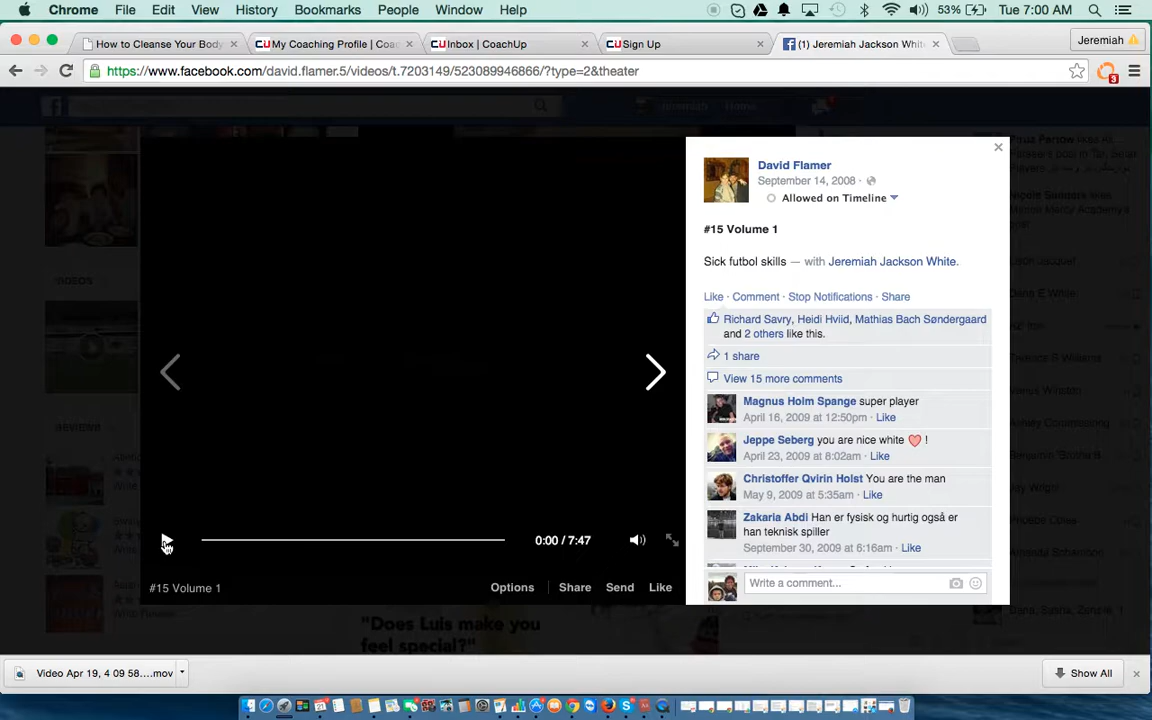 Chrome File Edit View History Bookmarks People Window Help 53% Tue 7:00 AM
How to Cleanse Your Body My Coaching Profile | Coac Inbox | CoachUp Sign Up (1) Jeremiah Jackson White Jeremiah
https://www.facebook.com/david.flamer.5/videos/t.7203149/523089946866/?type=2&theater
3
Jeremiah Home
David Flamer
September 14, 2008 ·
Allowed on Timeline
#15 Volume 1
Sick futbol skills — with Jeremiah Jackson White.
Like · Comment · Stop Notifications · Share
Richard Savry, Heidi Hviid, Mathias Bach Søndergaard
and 2 others like this.
1 share
View 15 more comments
Magnus Holm Spange super player
April 16, 2009 at 12:50pm · Like
Jeppe Seberg you are nice white ❤ !
April 23, 2009 at 8:02am · Like
Christoffer Qvirin Holst You are the man
May 9, 2009 at 5:35am · Like
Zakaria Abdi Han er fysisk og hurtig også er
han teknisk spiller
September 30, 2009 at 6:16am · Like
Write a comment...
0:00 / 7:47
#15 Volume 1 Options Share Send Like
VIDEOS
REVIEWS
"Does Luis make you
feel special?"
Video Apr 19, 4 09 58....mov Show All